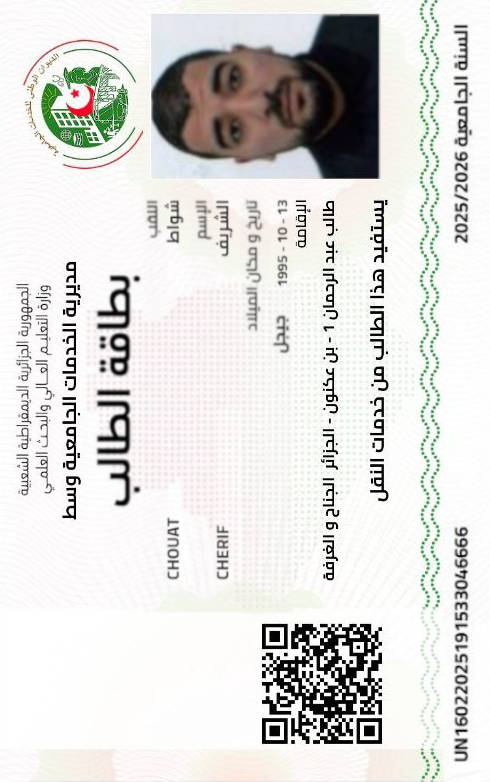 الجمهورية الجزائرية الديمقراطية الشعبية
وزارة التعليم العالي والبحث العلمي
مديرية الخدمات الجامعية وسط
بطاقة الطالب
الديوان الوطني للخدمات الجامعية
اللقب
شواط
CHOUAT
الإسم
الشريف
CHERIF
تاريخ و مكان الميلاد
1995 - 10 - 13 جيجل
الإقامة
طالب عبد الرحمان 1 - بن عكنون - الجزائر الجناح و الغرفة
يستفيد هذا الطالب من خدمات النقل
السنة الجامعية 2025/2026
UN16022025191533046666